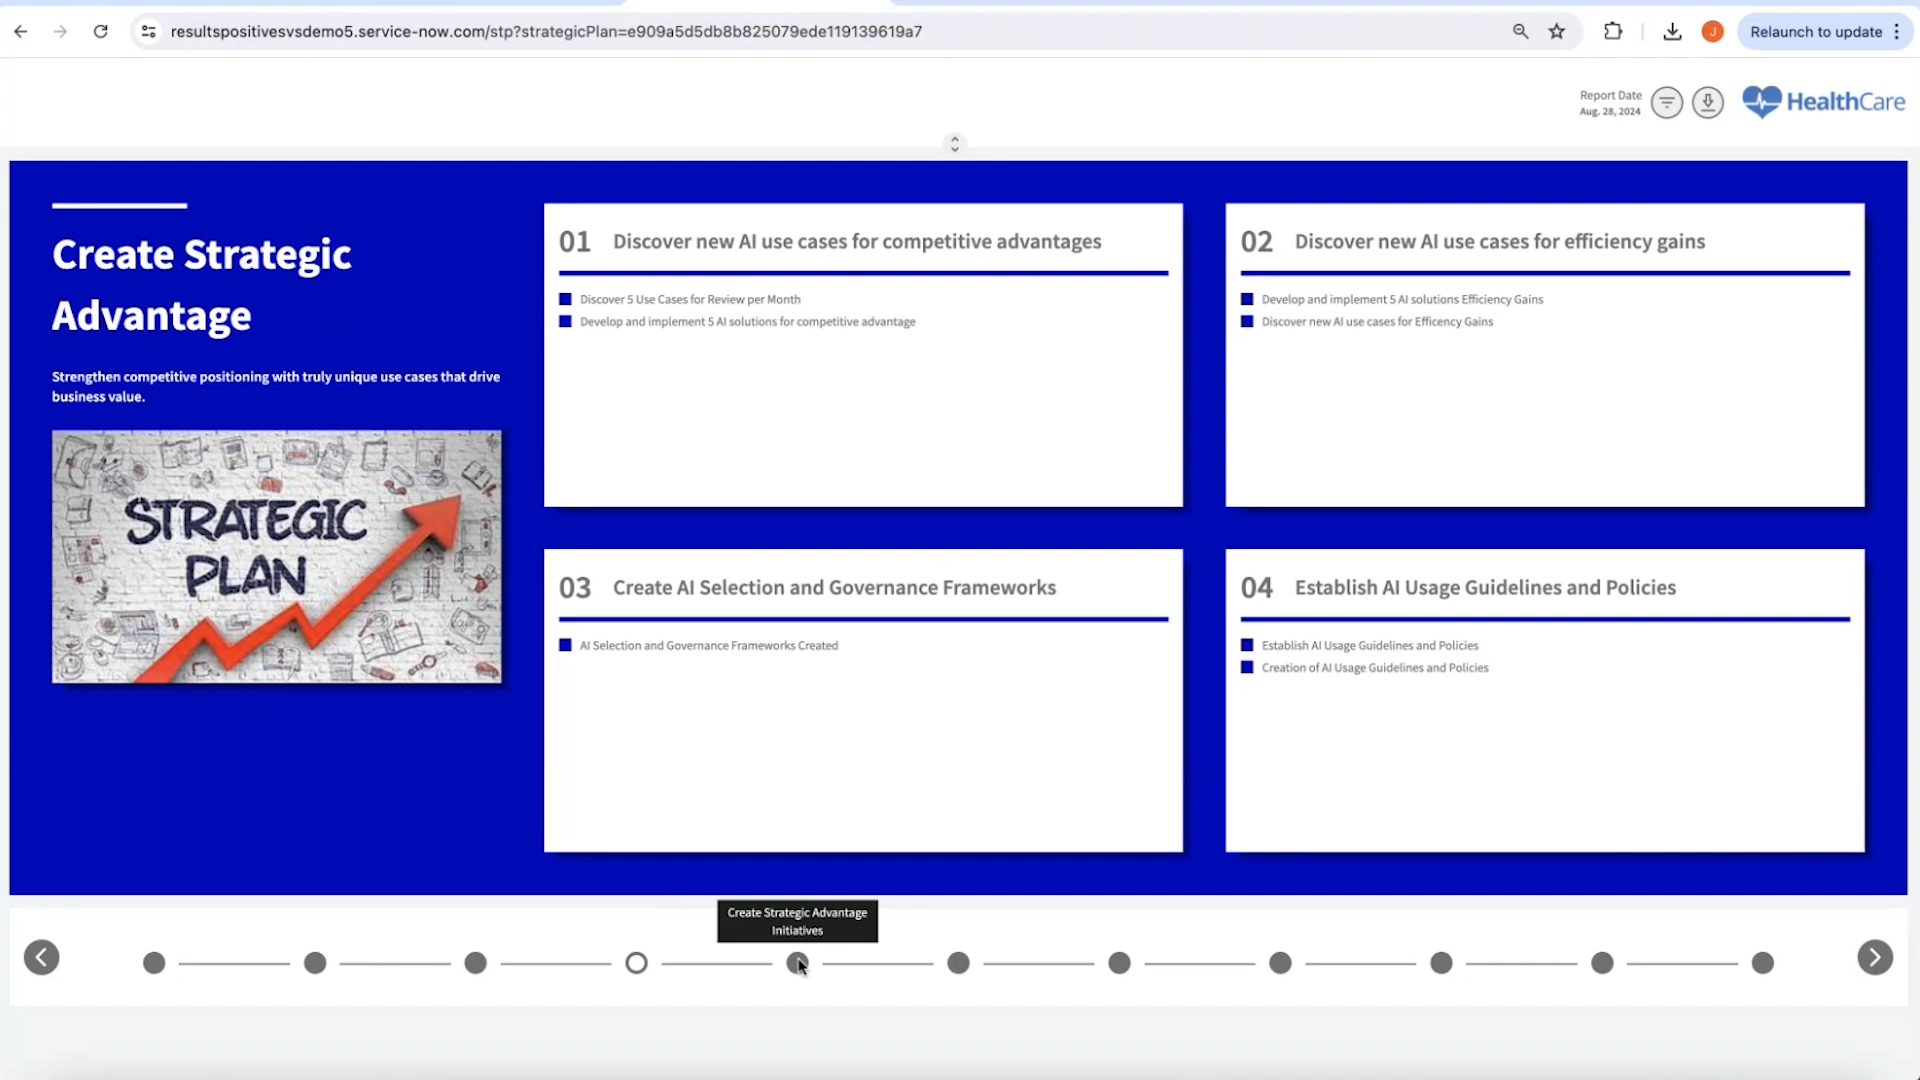 resultspositivesvsdemo5.service-now.com/stp?strategicPlan=e909a5d5db8b825079ede119139619a7
J
Relaunch to update
Report Date
Aug. 28, 2024
HealthCare
Create Strategic
Advantage
Strengthen competitive positioning with truly unique use cases that drive
business value.
STRATEGIC
PLAN
01 Discover new AI use cases for competitive advantages
Discover 5 Use Cases for Review per Month
Develop and implement 5 AI solutions for competitive advantage
02 Discover new AI use cases for efficiency gains
Develop and implement 5 AI solutions Efficiency Gains
Discover new AI use cases for Efficency Gains
03 Create AI Selection and Governance Frameworks
AI Selection and Governance Frameworks Created
04 Establish AI Usage Guidelines and Policies
Establish AI Usage Guidelines and Policies
Creation of AI Usage Guidelines and Policies
Create Strategic Advantage
Initiatives